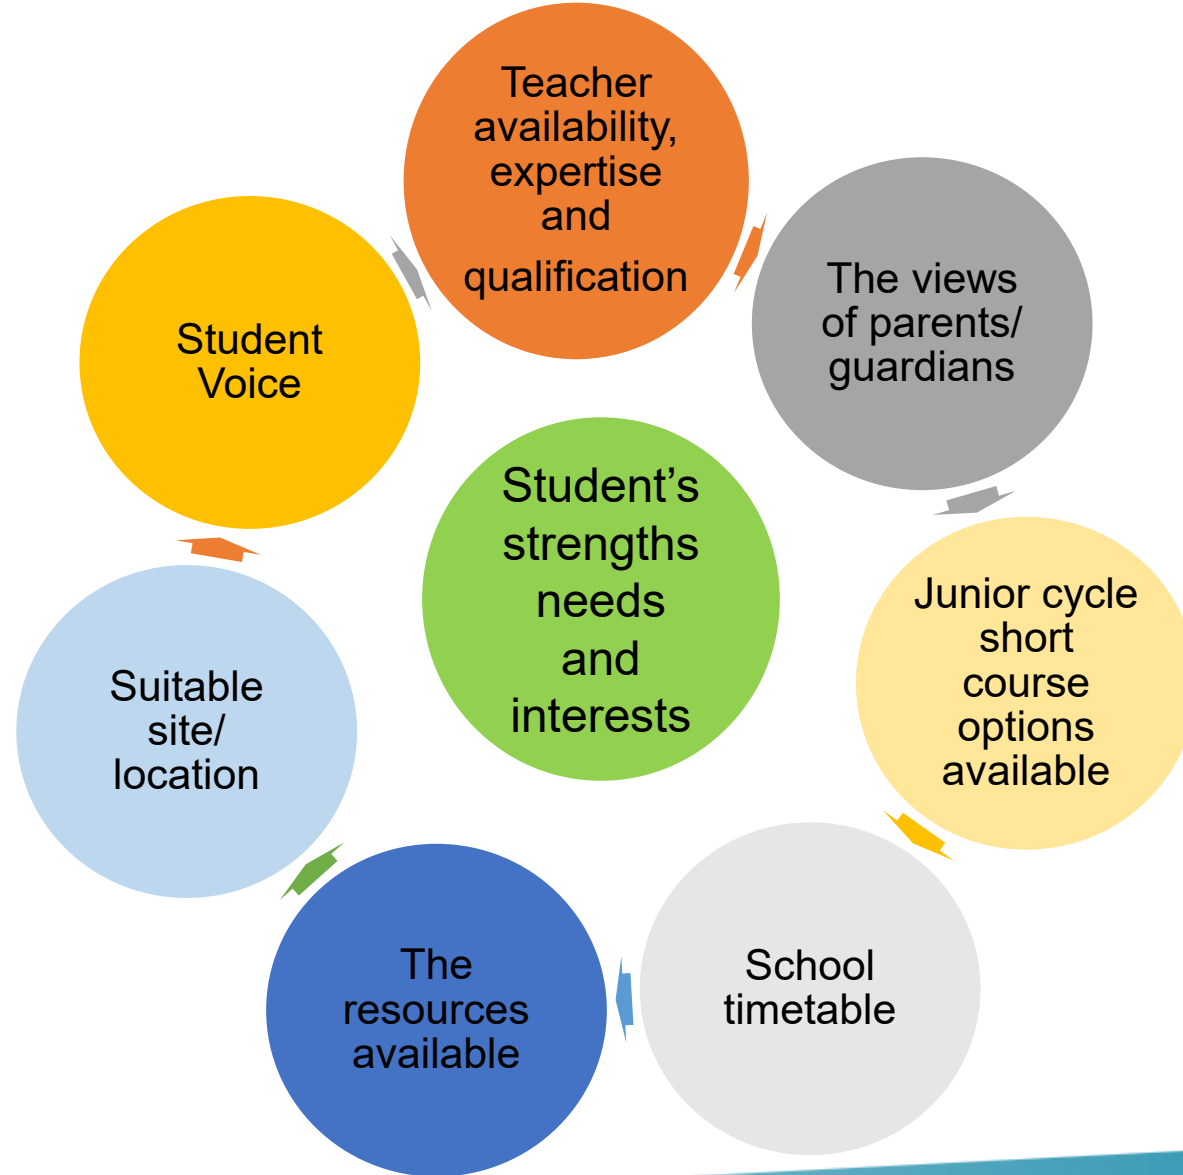 Teacher
availability,
expertise
and
qualification
The views
of parents/
guardians
Student
Voice
Student’s
strengths
needs
and
interests
Junior cycle
short
course
options
available
Suitable
site/
location
School
timetable
The
resources
available